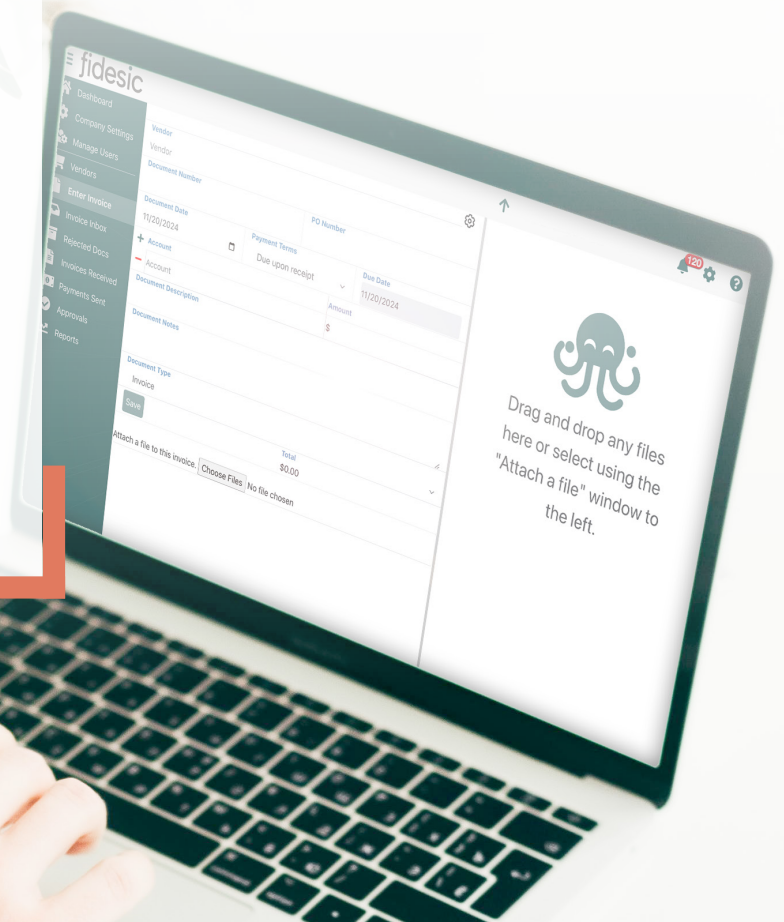 fidesic
Dashboard
Company Settings
Manage Users
Vendors
Enter Invoice
Invoice Inbox
Rejected Docs
Invoices Received
Payments Sent
Approvals
Reports
Vendor
Vendor
Document Number
PO Number
Document Date
11/20/2024
Payment Terms
Due upon receipt
Due Date
11/20/2024
Account
Account
Amount
$
Document Description
Document Notes
Document Type
Invoice
Save
Total
$0.00
Attach a file to this invoice. Choose Files No file chosen
120
?
Drag and drop any files
here or select using the
"Attach a file" window to
the left.
command
option